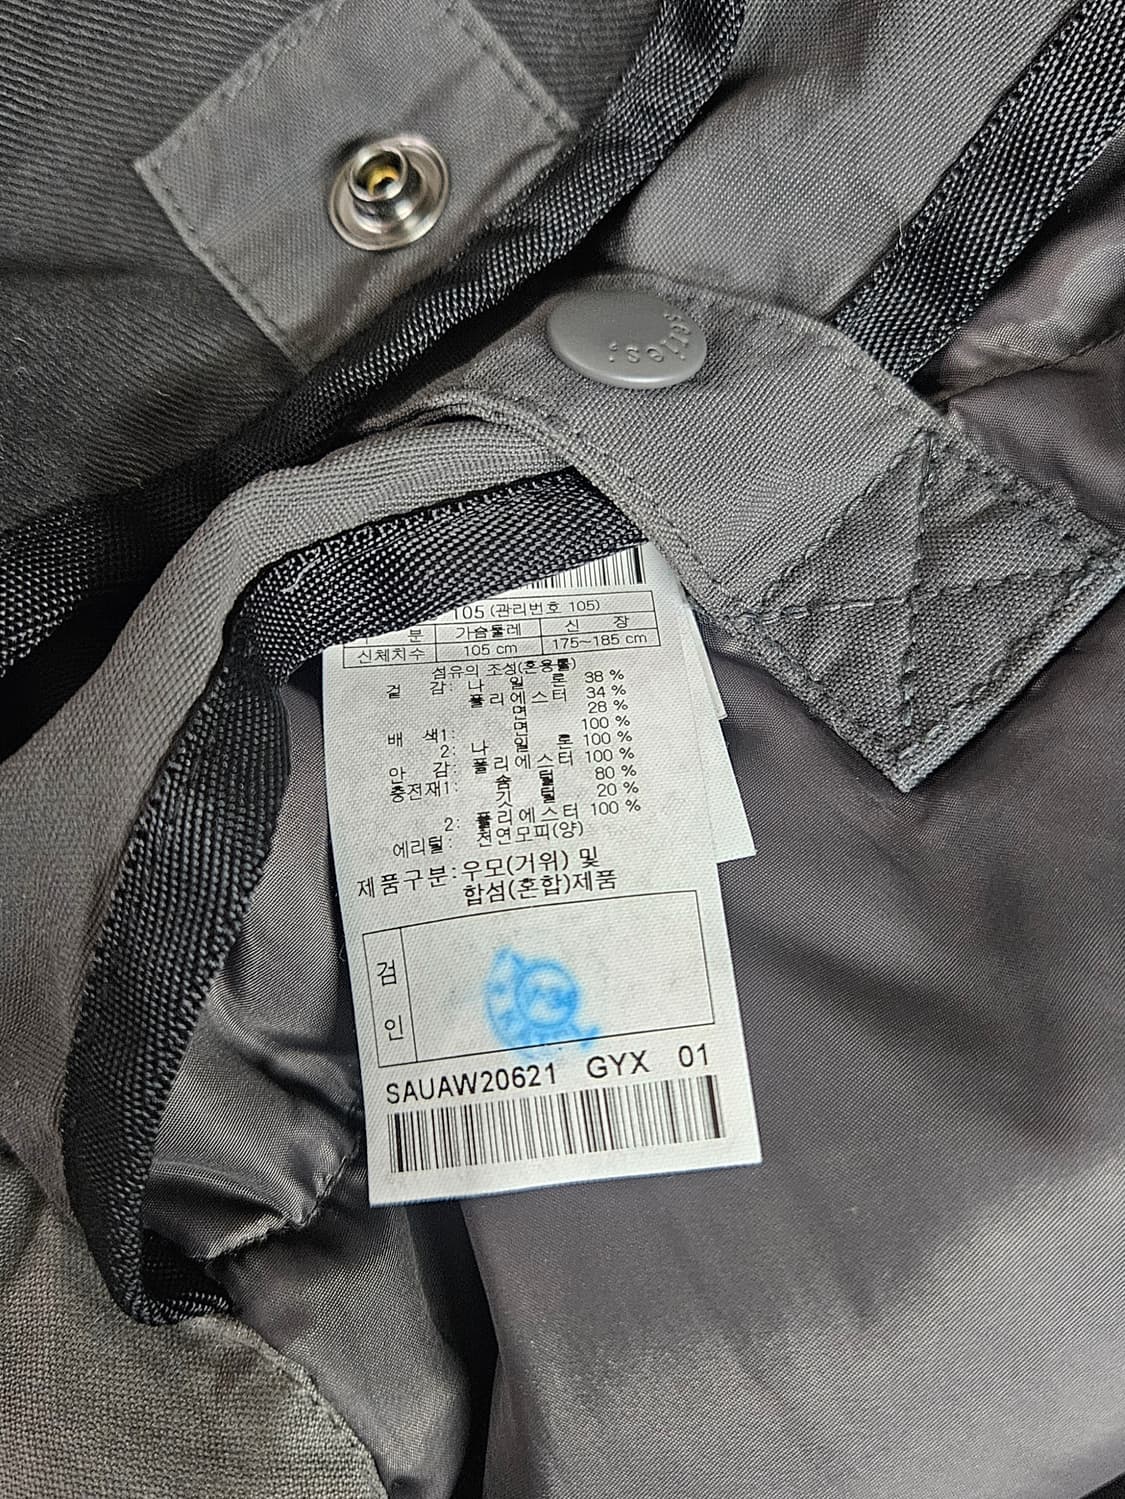 series;
105 (관리번호 105)
분 가슴둘레 신 장
신체치수 105 cm 175~185 cm
섬유의 조성(혼용률)
겉 감: 나 일 론 38 %
폴리에스터 34 %
면 28 %
배 색1: 면 100 %
2: 나 일 론 100 %
안 감: 폴리에스터 100 %
충전재1: 솜 털 80 %
깃 털 20 %
2: 폴리에스터 100 %
에리털: 천연모피(양)
제품구분: 우모(거위) 및
합섬(혼합)제품
검
인
SAUAW20621 GYX 01